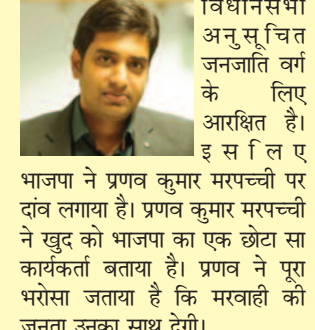 विधानसभा
अनुसूचित
जनजाति वर्ग
के लिए
आरक्षित है।
इसलिए
भाजपा ने प्रणव कुमार मरपच्ची पर
दांव लगाया है। प्रणव कुमार मरपच्ची
ने खुद को भाजपा का एक छोटा सा
कार्यकर्ता बताया है। प्रणव ने पूरा
भरोसा जताया है कि मरवाही की
जनता उनका साथ देगी।